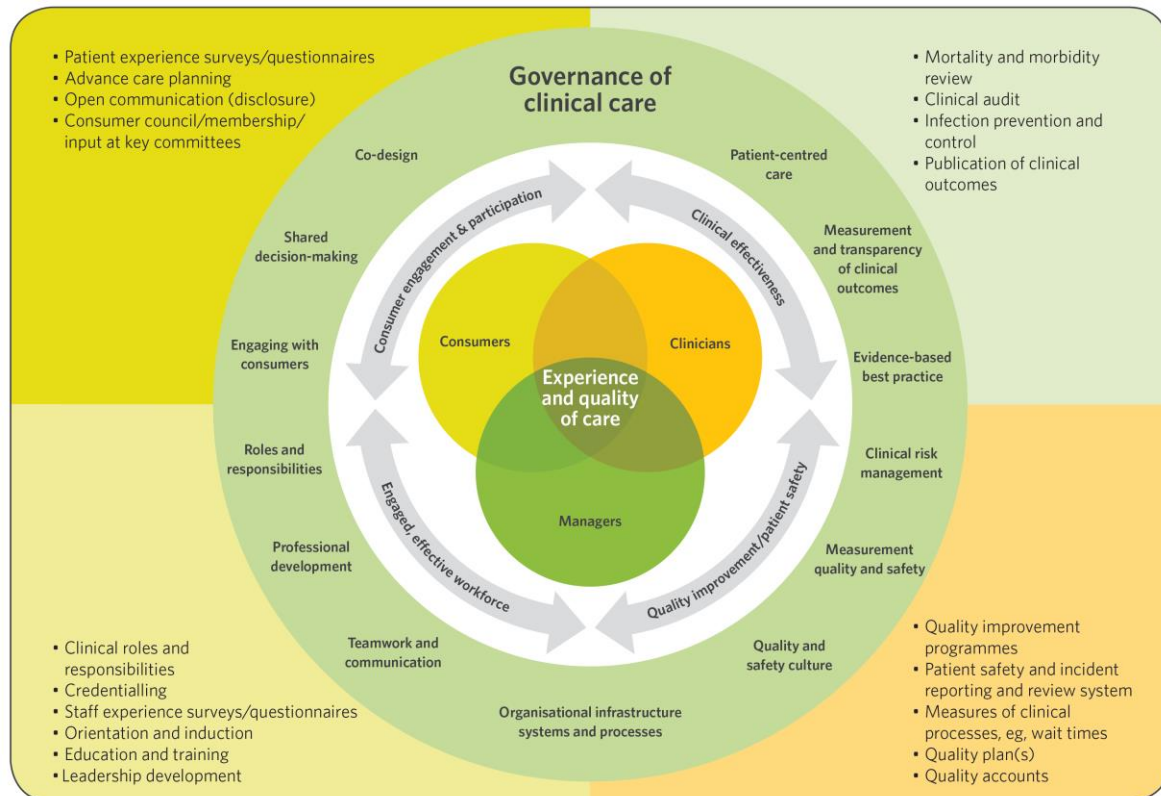 • Patient experience surveys/questionnaires
• Advance care planning
• Open communication (disclosure)
• Consumer council/membership/
input at key committees
Governance of
clinical care
• Mortality and morbidity
review
• Clinical audit
• Infection prevention and
control
• Publication of clinical
outcomes
Co-design
Patient-centred
care
Shared
decision-making
Measurement
and transparency
of clinical
outcomes
Engaging with
consumers
Evidence-based
best practice
Consumer engagement & participation
Clinical effectiveness
Consumers
Clinicians
Experience
and quality
of care
Managers
Engaged, effective workforce
Quality improvement/patient safety
Roles and
responsibilities
Clinical risk
management
Professional
development
Measurement
quality and safety
Teamwork and
communication
Quality and
safety culture
Organisational infrastructure
systems and processes
• Clinical roles and
responsibilities
• Credentialling
• Staff experience surveys/questionnaires
• Orientation and induction
• Education and training
• Leadership development
• Quality improvement
programmes
• Patient safety and incident
reporting and review system
• Measures of clinical
processes, eg, wait times
• Quality plan(s)
• Quality accounts